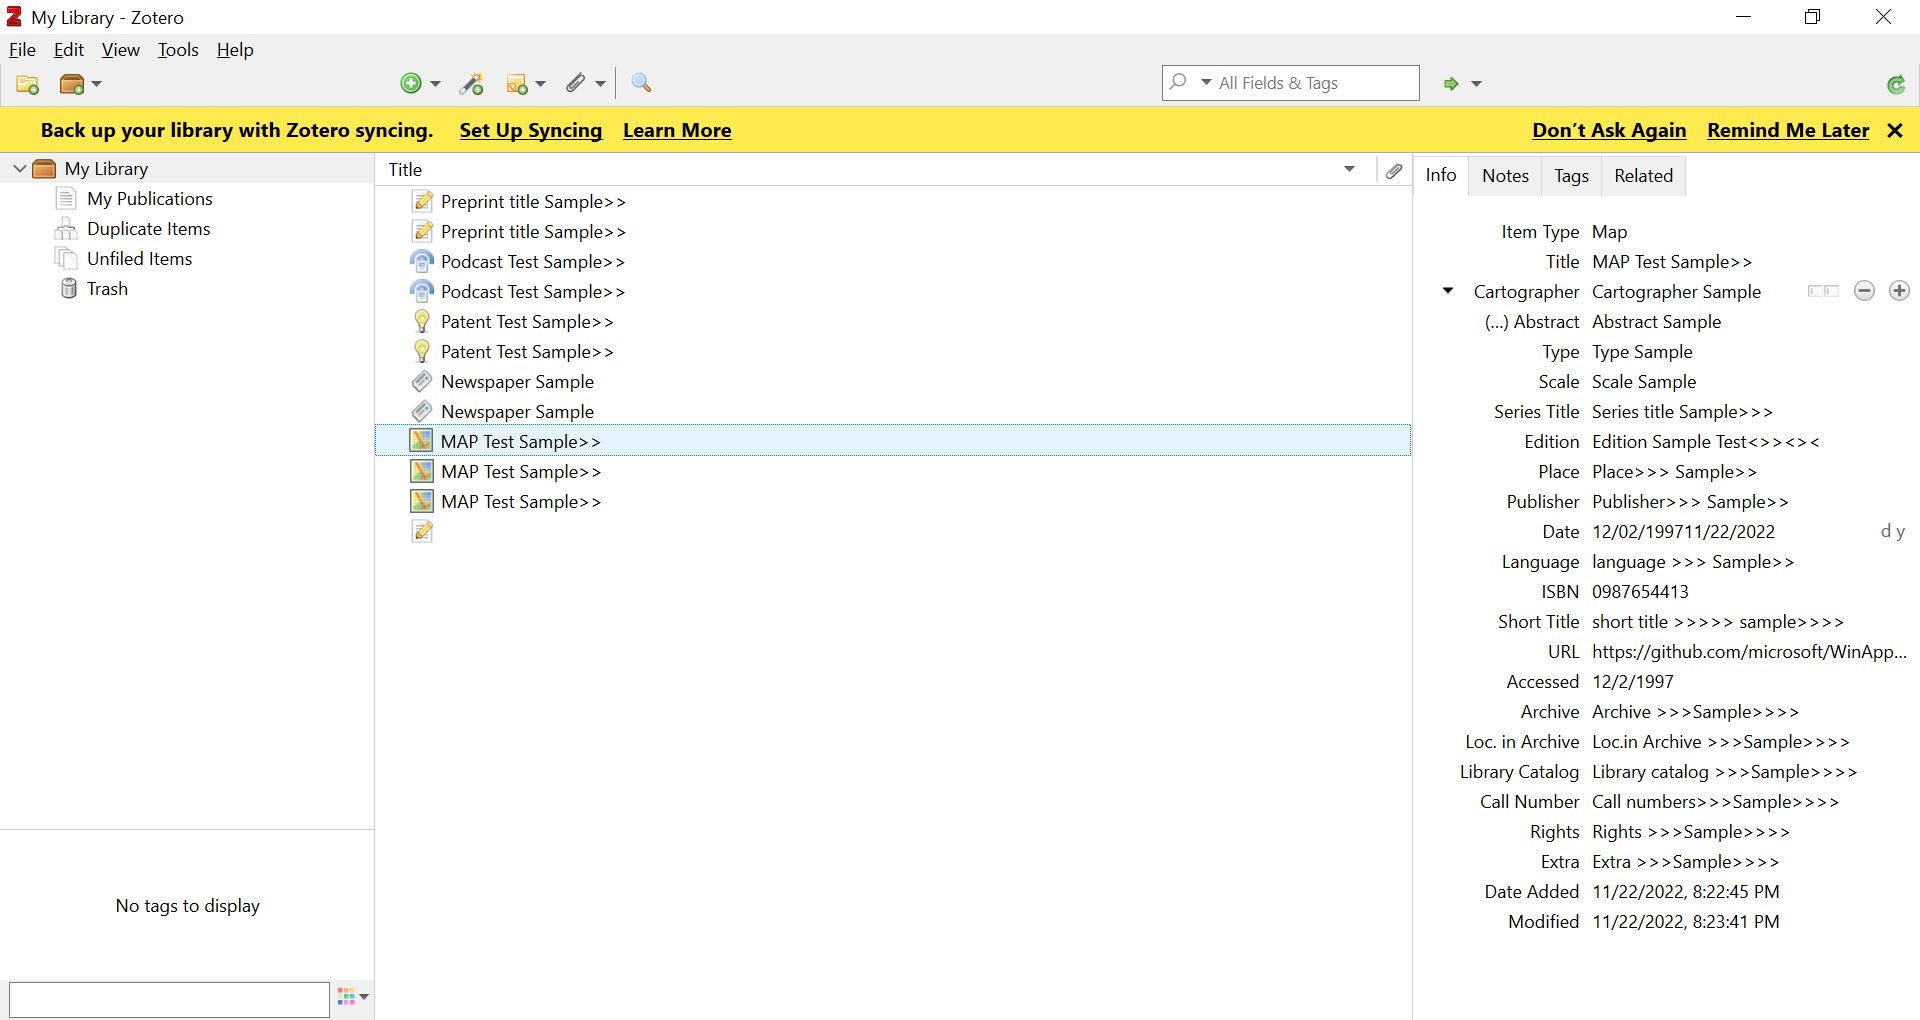 My Library - Zotero
File Edit View Tools Help
All Fields & Tags
Back up your library with Zotero syncing. Set Up Syncing Learn More Don't Ask Again Remind Me Later
My Library
My Publications
Duplicate Items
Unfiled Items
Trash
No tags to display
Title
Preprint title Sample>>
Preprint title Sample>>
Podcast Test Sample>>
Podcast Test Sample>>
Patent Test Sample>>
Patent Test Sample>>
Newspaper Sample
Newspaper Sample
MAP Test Sample>>
MAP Test Sample>>
MAP Test Sample>>
Info Notes Tags Related
Item Type Map
Title MAP Test Sample>>
Cartographer Cartographer Sample
(...) Abstract Abstract Sample
Type Type Sample
Scale Scale Sample
Series Title Series title Sample>>>
Edition Edition Sample Test<>><><
Place Place>>> Sample>>
Publisher Publisher>>> Sample>>
Date 12/02/199711/22/2022 d y
Language language >>> Sample>>
ISBN 0987654413
Short Title short title >>>>> sample>>>>
URL https://github.com/microsoft/WinApp...
Accessed 12/2/1997
Archive Archive >>>Sample>>>>
Loc. in Archive Loc.in Archive >>>Sample>>>>
Library Catalog Library catalog >>>Sample>>>>
Call Number Call numbers>>>Sample>>>>
Rights Rights >>>Sample>>>>
Extra Extra >>>Sample>>>>
Date Added 11/22/2022, 8:22:45 PM
Modified 11/22/2022, 8:23:41 PM